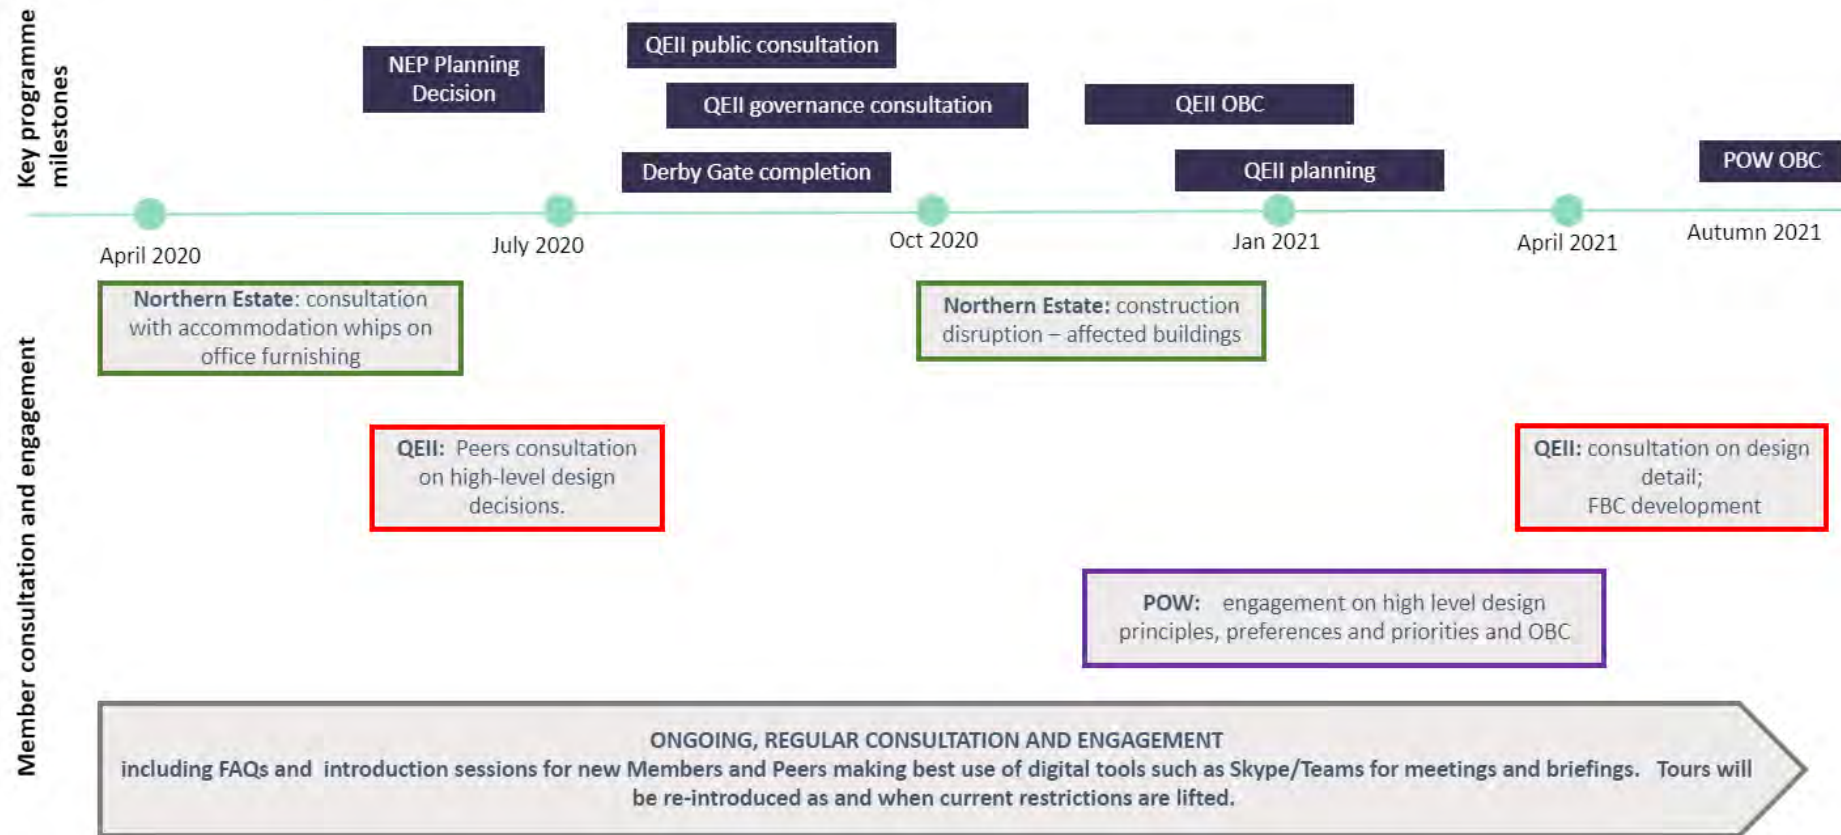 Key programme
milestones
NEP Planning
Decision
QEII public consultation
QEII governance consultation
Derby Gate completion
QEII OBC
QEII planning
POW OBC
April 2020
July 2020
Oct 2020
Jan 2021
April 2021
Autumn 2021
Member consultation and engagement
Northern Estate: consultation
with accommodation whips on
office furnishing
Northern Estate: construction
disruption – affected buildings
QEII: Peers consultation
on high-level design
decisions.
QEII: consultation on design
detail;
FBC development
POW: engagement on high level design
principles, preferences and priorities and OBC
ONGOING, REGULAR CONSULTATION AND ENGAGEMENT
including FAQs and introduction sessions for new Members and Peers making best use of digital tools such as Skype/Teams for meetings and briefings. Tours will
be re-introduced as and when current restrictions are lifted.